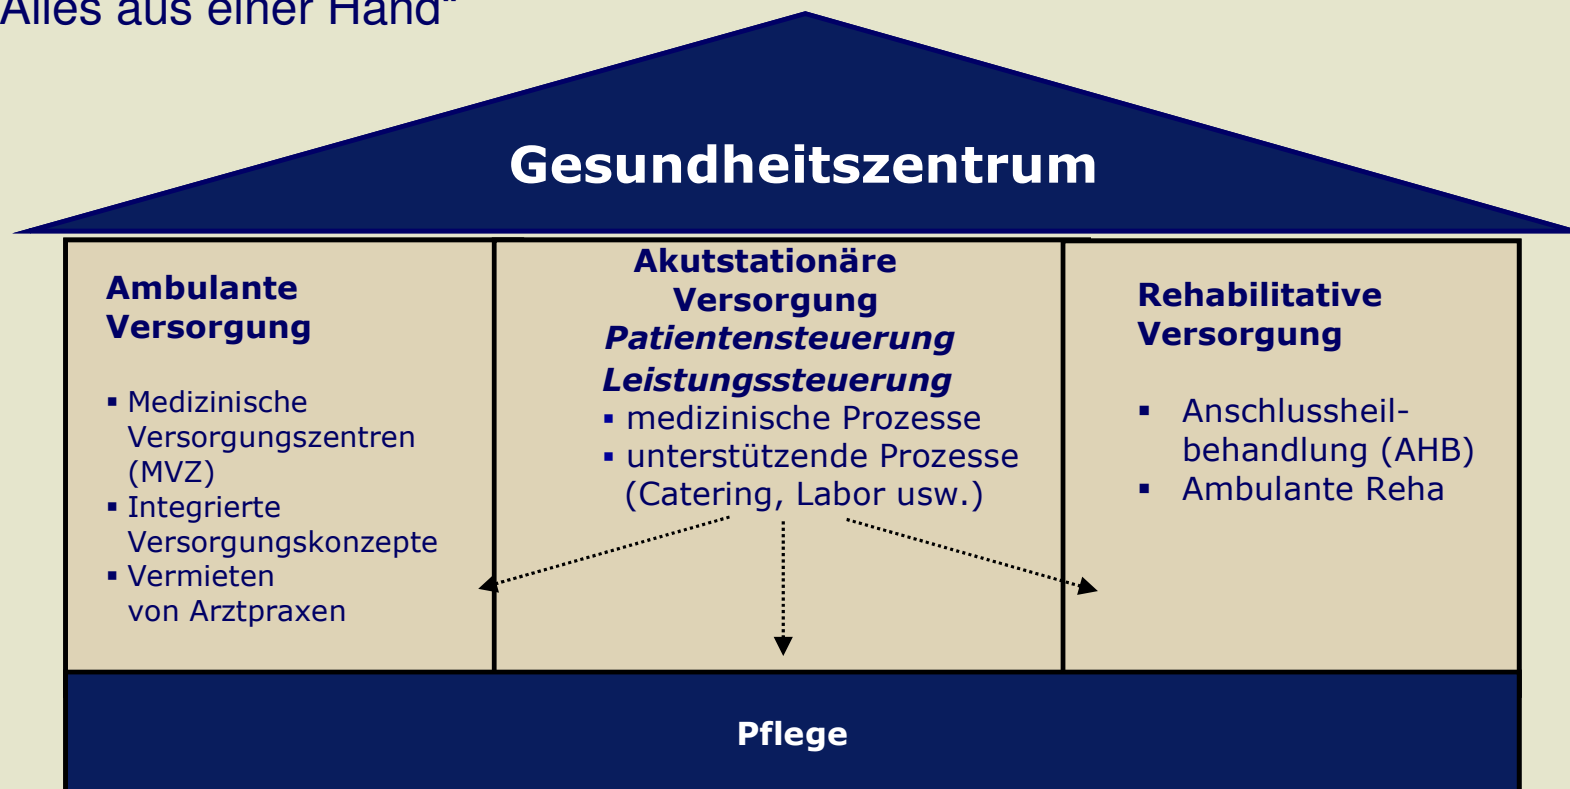 Alles aus einer Hand“
Gesundheitszentrum
Ambulante
Versorgung
▪ Medizinische
Versorgungszentren
(MVZ)
▪ Integrierte
Versorgungskonzepte
▪ Vermieten
von Arztpraxen
Akutstationäre
Versorgung
Patientensteuerung
Leistungssteuerung
▪ medizinische Prozesse
▪ unterstützende Prozesse
(Catering, Labor usw.)
Rehabilitative
Versorgung
▪ Anschlussheil-
behandlung (AHB)
▪ Ambulante Reha
Pflege